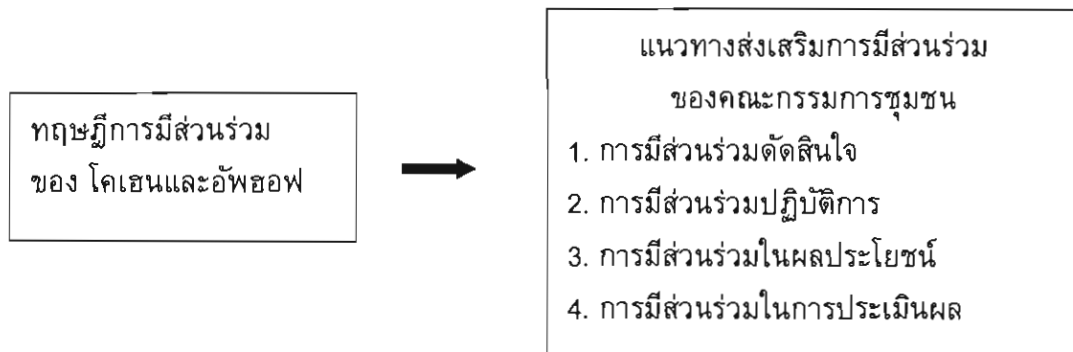 ทฤษฎีการมีส่วนร่วม
ของ โคเฮนและอัพฮอฟ
แนวทางส่งเสริมการมีส่วนร่วม
ของคณะกรรมการชุมชน
1. การมีส่วนร่วมดัดสินใจ
2. การมีส่วนร่วมปฏิบัติการ
3. การมีส่วนร่วมในผลประโยชน์
4. การมีส่วนร่วมในการประเมินผล